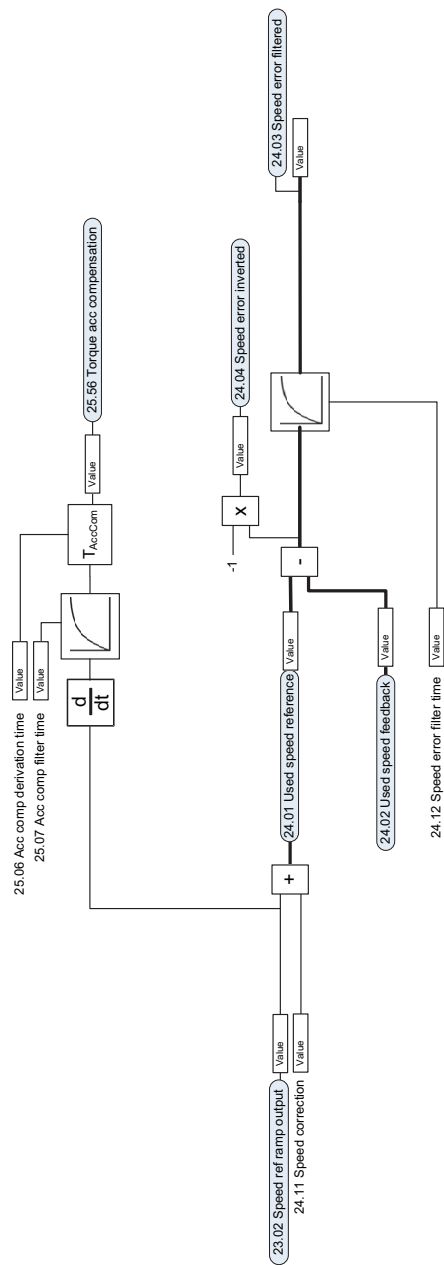 25.06 Acc comp derivation time
Value
25.07 Acc comp filter time
Value
d
dt
TAccCom
Value
25.56 Torque acc compensation
-1
x
Value
24.04 Speed error inverted
23.02 Speed ref ramp output
Value
24.11 Speed correction
Value
+
24.01 Used speed reference
Value
-
24.02 Used speed feedback
Value
24.12 Speed error filter time
Value
24.03 Speed error filtered
Value